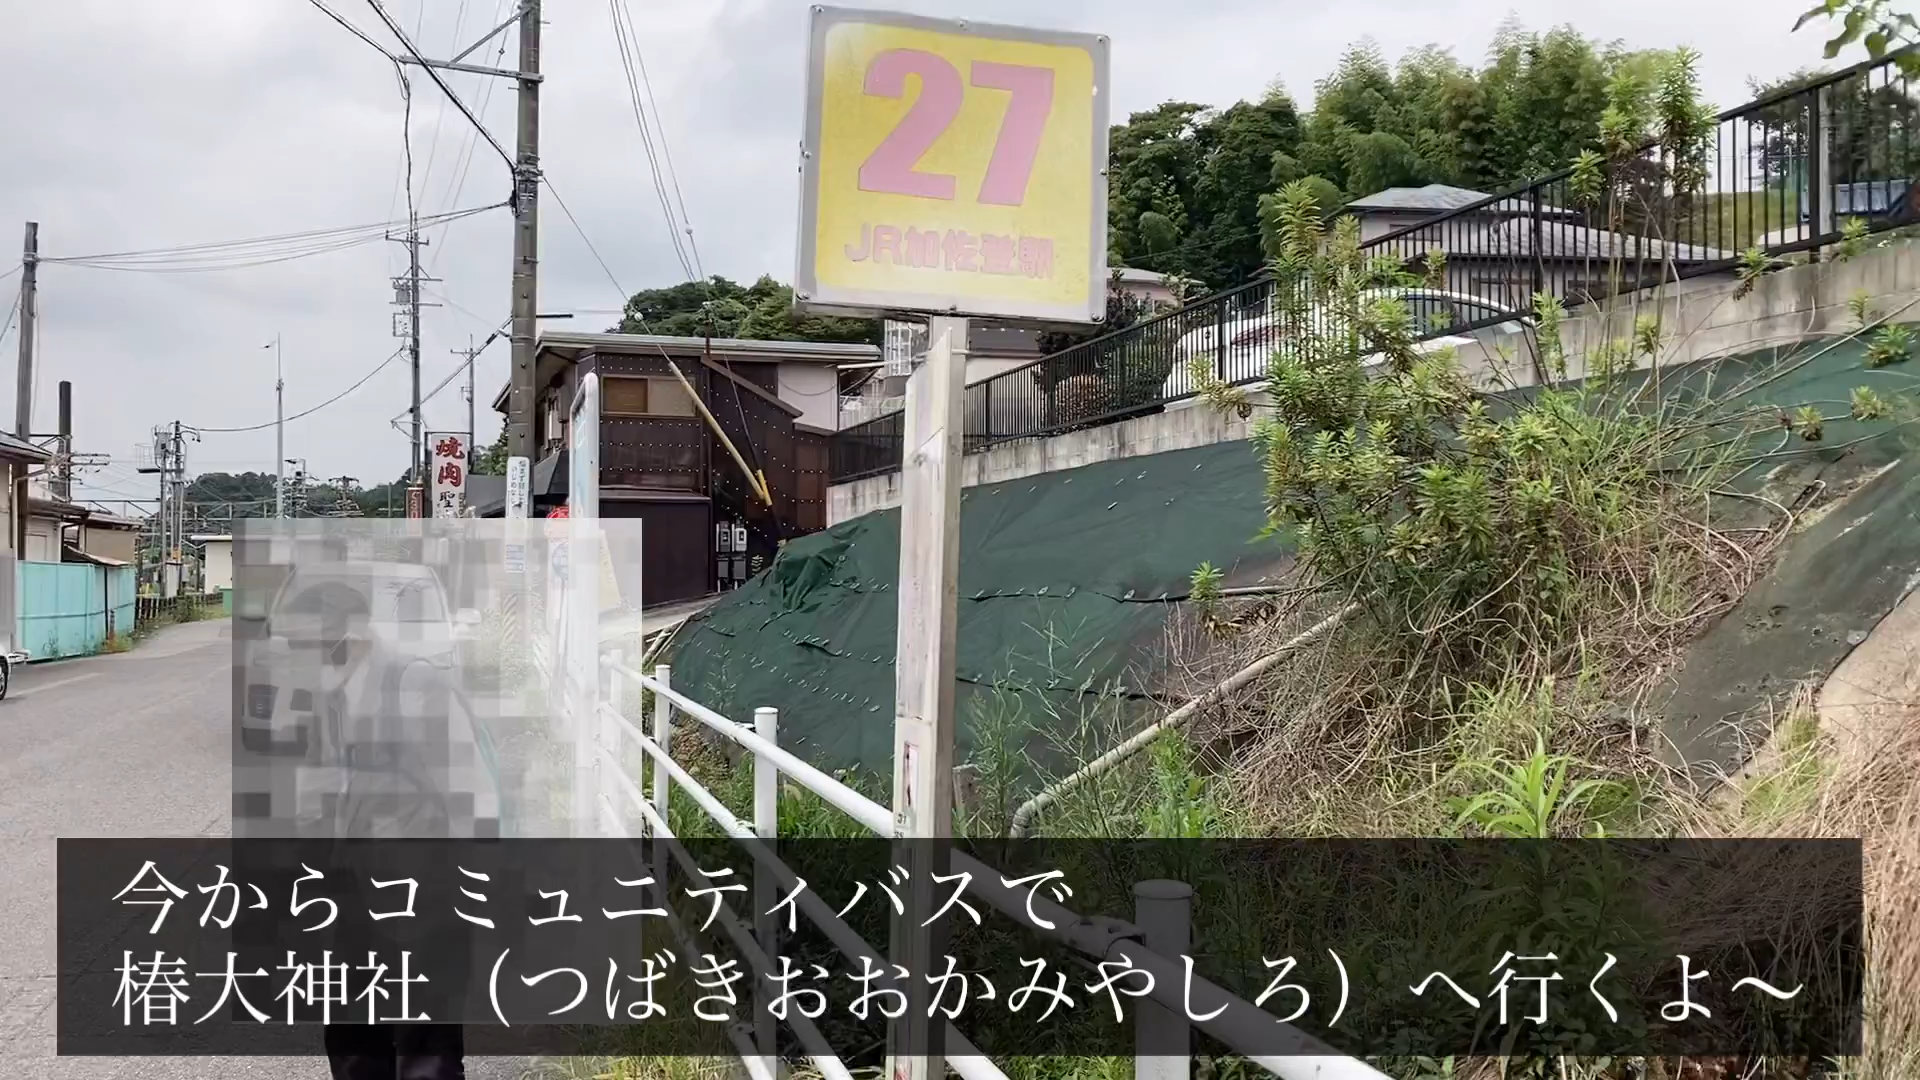 27
JR加佐登駅
焼肉
今からコミュニティバスで
椿大神社（つばきおおかみやしろ）へ行くよ～